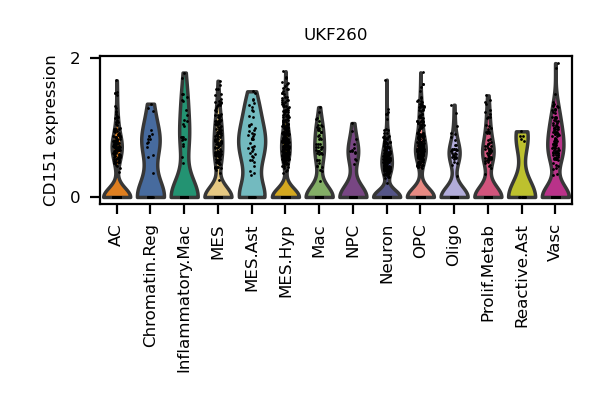 UKF260
CD151 expression
2
0
AC
Chromatin.Reg
Inflammatory.Mac
MES
MES.Ast
MES.Hyp
Mac
NPC
Neuron
OPC
Oligo
Prolif.Metab
Reactive.Ast
Vasc